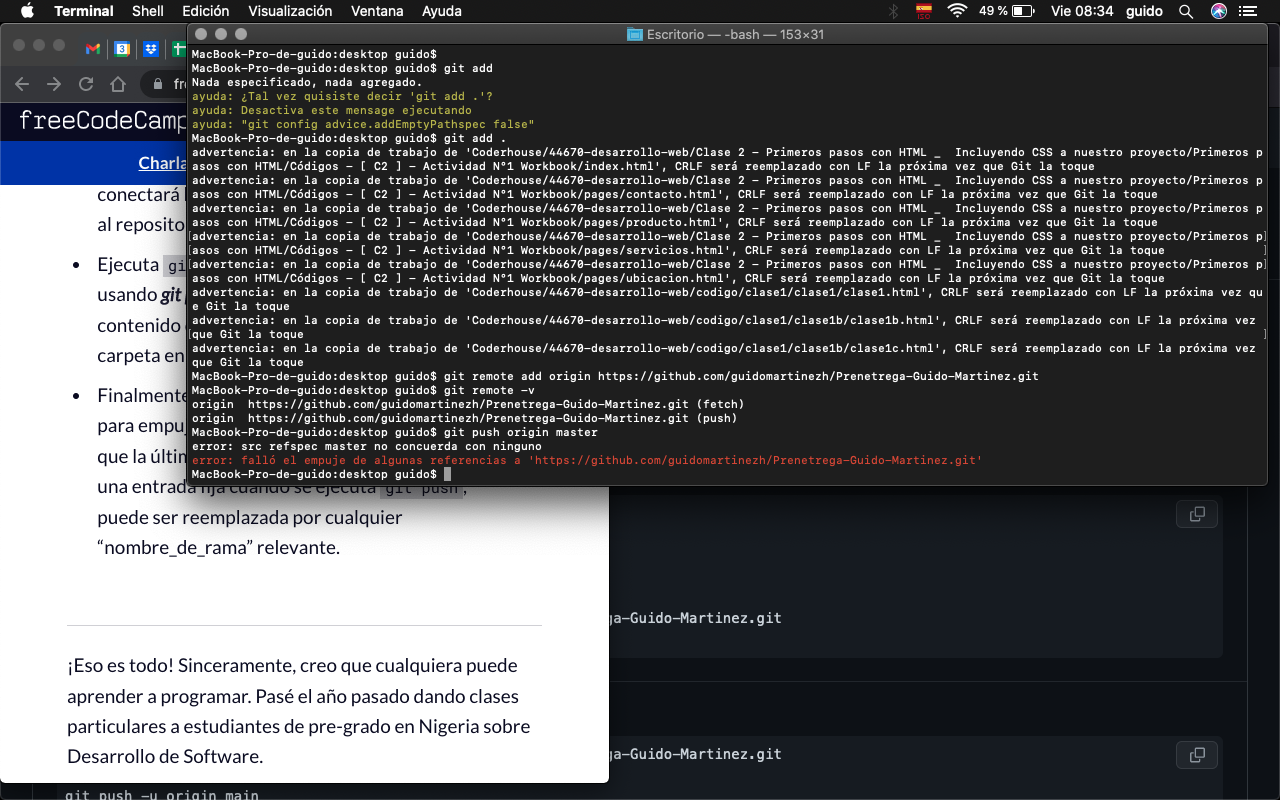 Terminal Shell Edición Visualización Ventana Ayuda 49 % Vie 08:34 guido
Escritorio — -bash — 153×31
MacBook-Pro-de-guido:desktop guido$
MacBook-Pro-de-guido:desktop guido$ git add
Nada especificado, nada agregado.
ayuda: ¿Tal vez quisiste decir 'git add .'?
ayuda: Desactiva este mensage ejecutando
ayuda: "git config advice.addEmptyPathspec false"
MacBook-Pro-de-guido:desktop guido$ git add .
advertencia: en la copia de trabajo de 'Coderhouse/44670-desarrollo-web/Clase 2 - Primeros pasos con HTML _  Incluyendo CSS a nuestro proyecto/Primeros p
asos con HTML/Códigos - [ C2 ] - Actividad N°1 Workbook/index.html', CRLF será reemplazado con LF la próxima vez que Git la toque
advertencia: en la copia de trabajo de 'Coderhouse/44670-desarrollo-web/Clase 2 - Primeros pasos con HTML _  Incluyendo CSS a nuestro proyecto/Primeros p
asos con HTML/Códigos - [ C2 ] - Actividad N°1 Workbook/pages/contacto.html', CRLF será reemplazado con LF la próxima vez que Git la toque
advertencia: en la copia de trabajo de 'Coderhouse/44670-desarrollo-web/Clase 2 - Primeros pasos con HTML _  Incluyendo CSS a nuestro proyecto/Primeros p
asos con HTML/Códigos - [ C2 ] - Actividad N°1 Workbook/pages/producto.html', CRLF será reemplazado con LF la próxima vez que Git la toque
advertencia: en la copia de trabajo de 'Coderhouse/44670-desarrollo-web/Clase 2 - Primeros pasos con HTML _  Incluyendo CSS a nuestro proyecto/Primeros p
asos con HTML/Códigos - [ C2 ] - Actividad N°1 Workbook/pages/servicios.html', CRLF será reemplazado con LF la próxima vez que Git la toque
advertencia: en la copia de trabajo de 'Coderhouse/44670-desarrollo-web/Clase 2 - Primeros pasos con HTML _  Incluyendo CSS a nuestro proyecto/Primeros p
asos con HTML/Códigos - [ C2 ] - Actividad N°1 Workbook/pages/ubicacion.html', CRLF será reemplazado con LF la próxima vez que Git la toque
advertencia: en la copia de trabajo de 'Coderhouse/44670-desarrollo-web/codigo/clase1/clase1/clase1.html', CRLF será reemplazado con LF la próxima vez qu
e Git la toque
advertencia: en la copia de trabajo de 'Coderhouse/44670-desarrollo-web/codigo/clase1/clase1b/clase1b.html', CRLF será reemplazado con LF la próxima vez
que Git la toque
advertencia: en la copia de trabajo de 'Coderhouse/44670-desarrollo-web/codigo/clase1/clase1b/clase1c.html', CRLF será reemplazado con LF la próxima vez
que Git la toque
MacBook-Pro-de-guido:desktop guido$ git remote add origin https://github.com/guidomartinezh/Prenetrega-Guido-Martinez.git
MacBook-Pro-de-guido:desktop guido$ git remote -v
origin  https://github.com/guidomartinezh/Prenetrega-Guido-Martinez.git (fetch)
origin  https://github.com/guidomartinezh/Prenetrega-Guido-Martinez.git (push)
MacBook-Pro-de-guido:desktop guido$ git push origin master
error: src refspec master no concuerda con ninguno
error: falló el empuje de algunas referencias a 'https://github.com/guidomartinezh/Prenetrega-Guido-Martinez.git'
MacBook-Pro-de-guido:desktop guido$
freeCodeCamp
Charla
conectará
al reposito
Ejecuta gi
usando git
contenido
carpeta en
Finalmente
para empuj
que la últim
una entrada fija cuando se ejecuta git push,
puede ser reemplazada por cualquier
“nombre_de_rama” relevante.
¡Eso es todo! Sinceramente, creo que cualquiera puede
aprender a programar. Pasé el año pasado dando clases
particulares a estudiantes de pre-grado en Nigeria sobre
Desarrollo de Software.
ga-Guido-Martinez.git
ga-Guido-Martinez.git
git push -u origin main